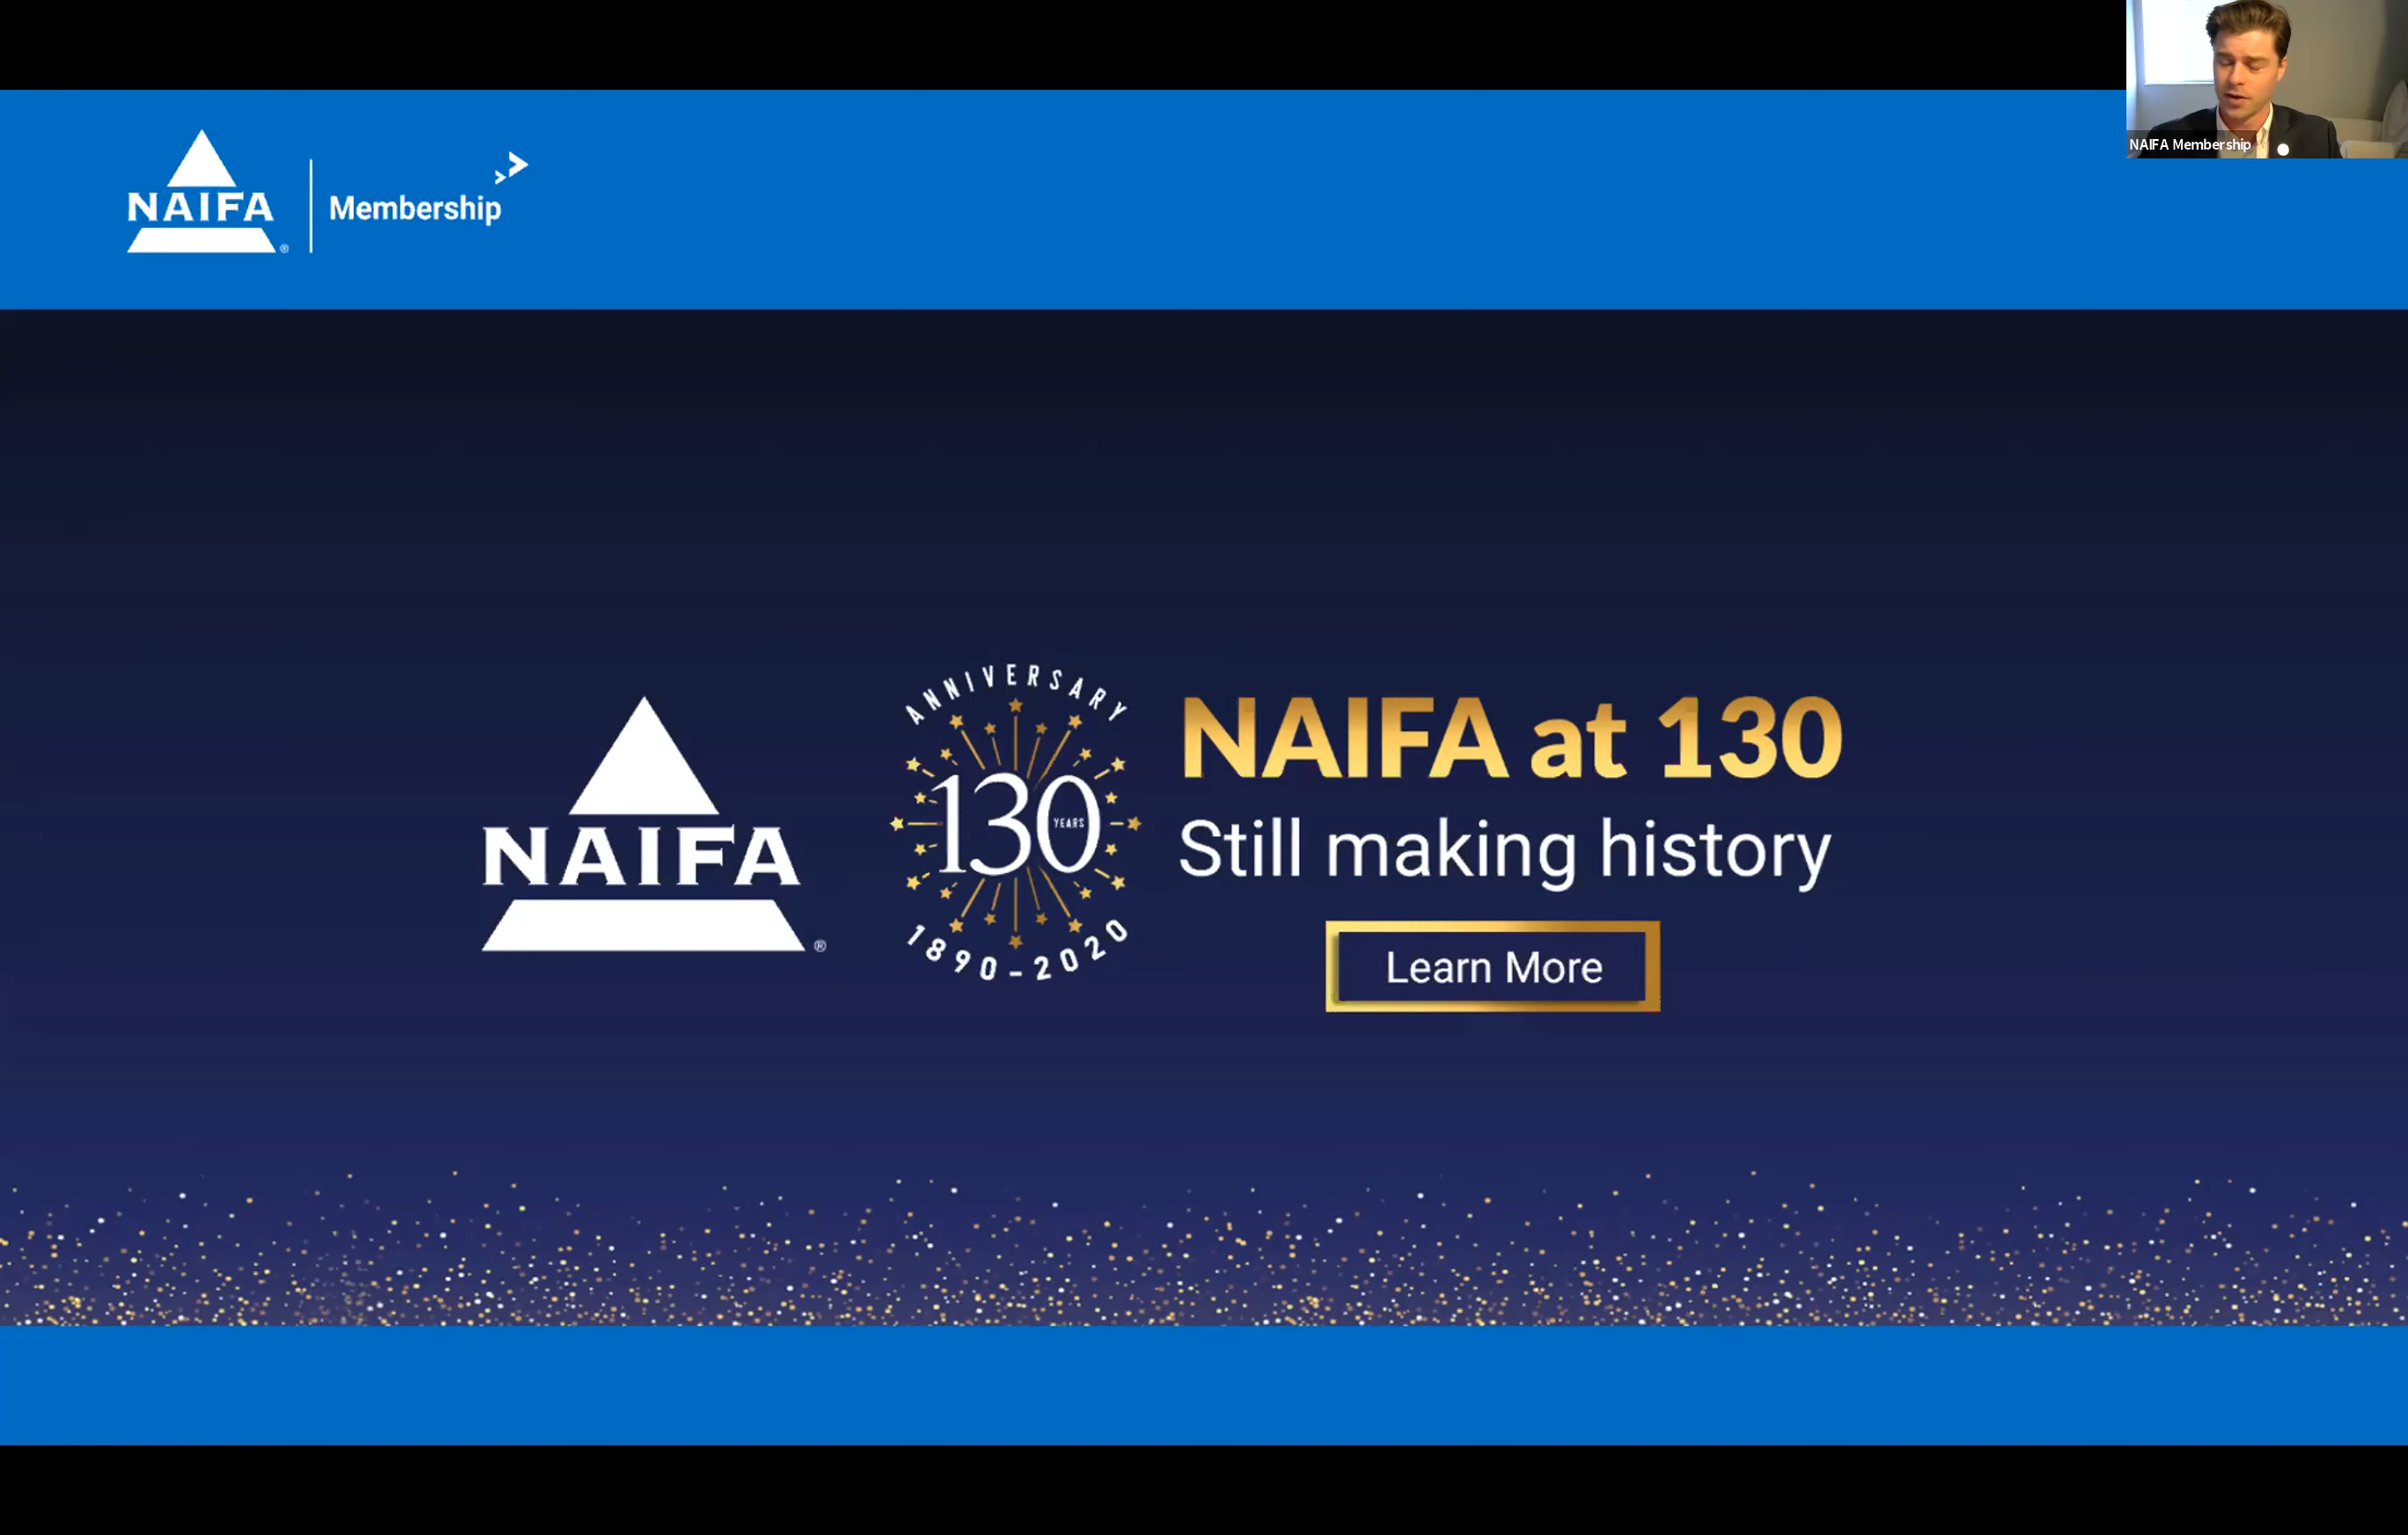 NAIFA Membership
NAIFA
®
Membership
NAIFA
®
ANNIVERSARY
130
YEARS
1890-2020
NAIFA at 130
Still making history
Learn More